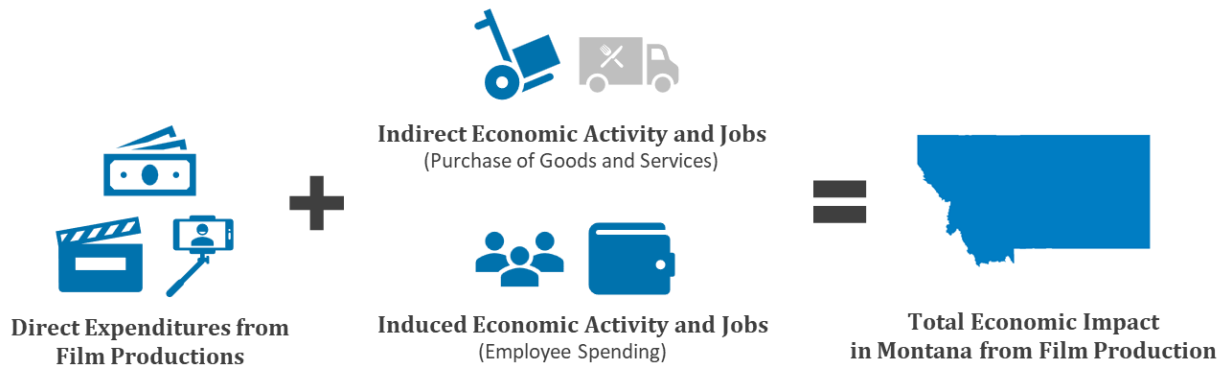 Indirect Economic Activity and Jobs
(Purchase of Goods and Services)
Direct Expenditures from
Film Productions
Induced Economic Activity and Jobs
(Employee Spending)
Total Economic Impact
in Montana from Film Production